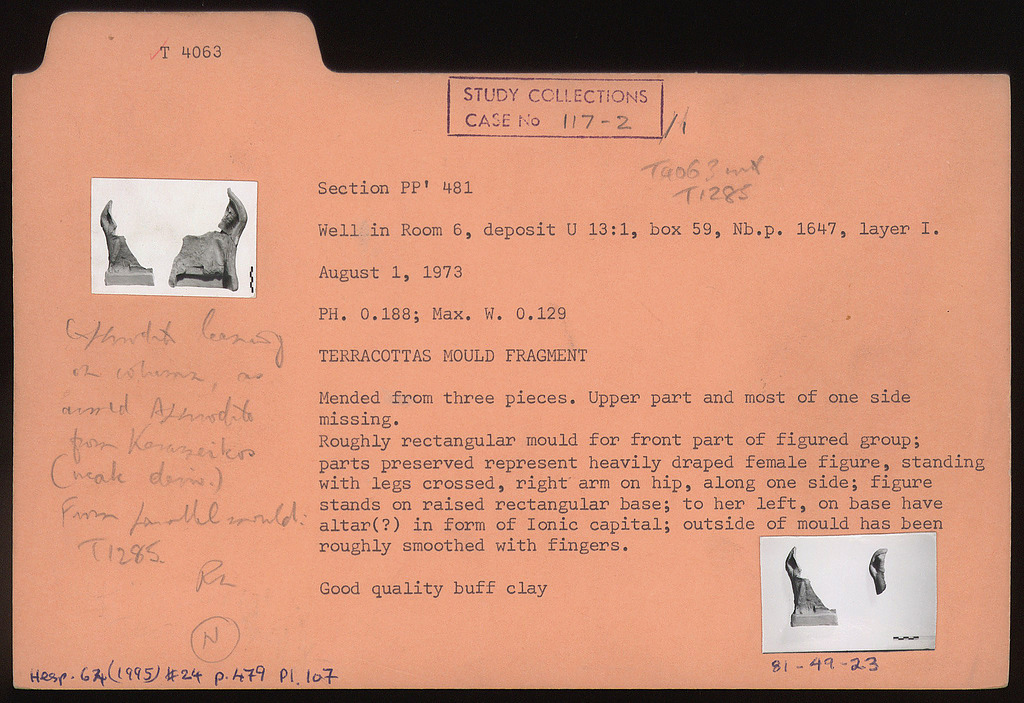 T 4063
STUDY COLLECTIONS
CASE No 117-2/1
T4063 and
T1285
Section PP' 481
Well in Room 6, deposit U 13:1, box 59, Nb.p. 1647, layer I.
August 1, 1973
PH. 0.188; Max. W. 0.129
TERRACOTTAS MOULD FRAGMENT
Mended from three pieces. Upper part and most of one side
missing.
Roughly rectangular mould for front part of figured group;
parts preserved represent heavily draped female figure, standing
with legs crossed, right arm on hip, along one side; figure
stands on raised rectangular base; to her left, on base have
altar(?) in form of Ionic capital; outside of mould has been
roughly smoothed with fingers.
Good quality buff clay
Aphrodite leaning
on column, as
armed Aphrodite
from Kerameikos
(weak deriv.)
From parallel mould:
T1285.
N
Hesp. 64 (1995) #24 p.479 Pl. 107
81-49-23